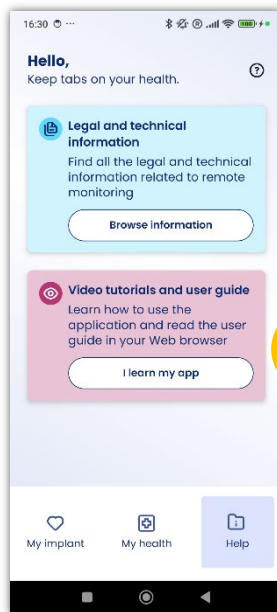 16:30
Hello,
Keep tabs on your health.
Legal and technical
information
Find all the legal and technical
information related to remote
monitoring
Browse information
Video tutorials and user guide
Learn how to use the
application and read the user
guide in your Web browser
I learn my app
My implant
My health
Help